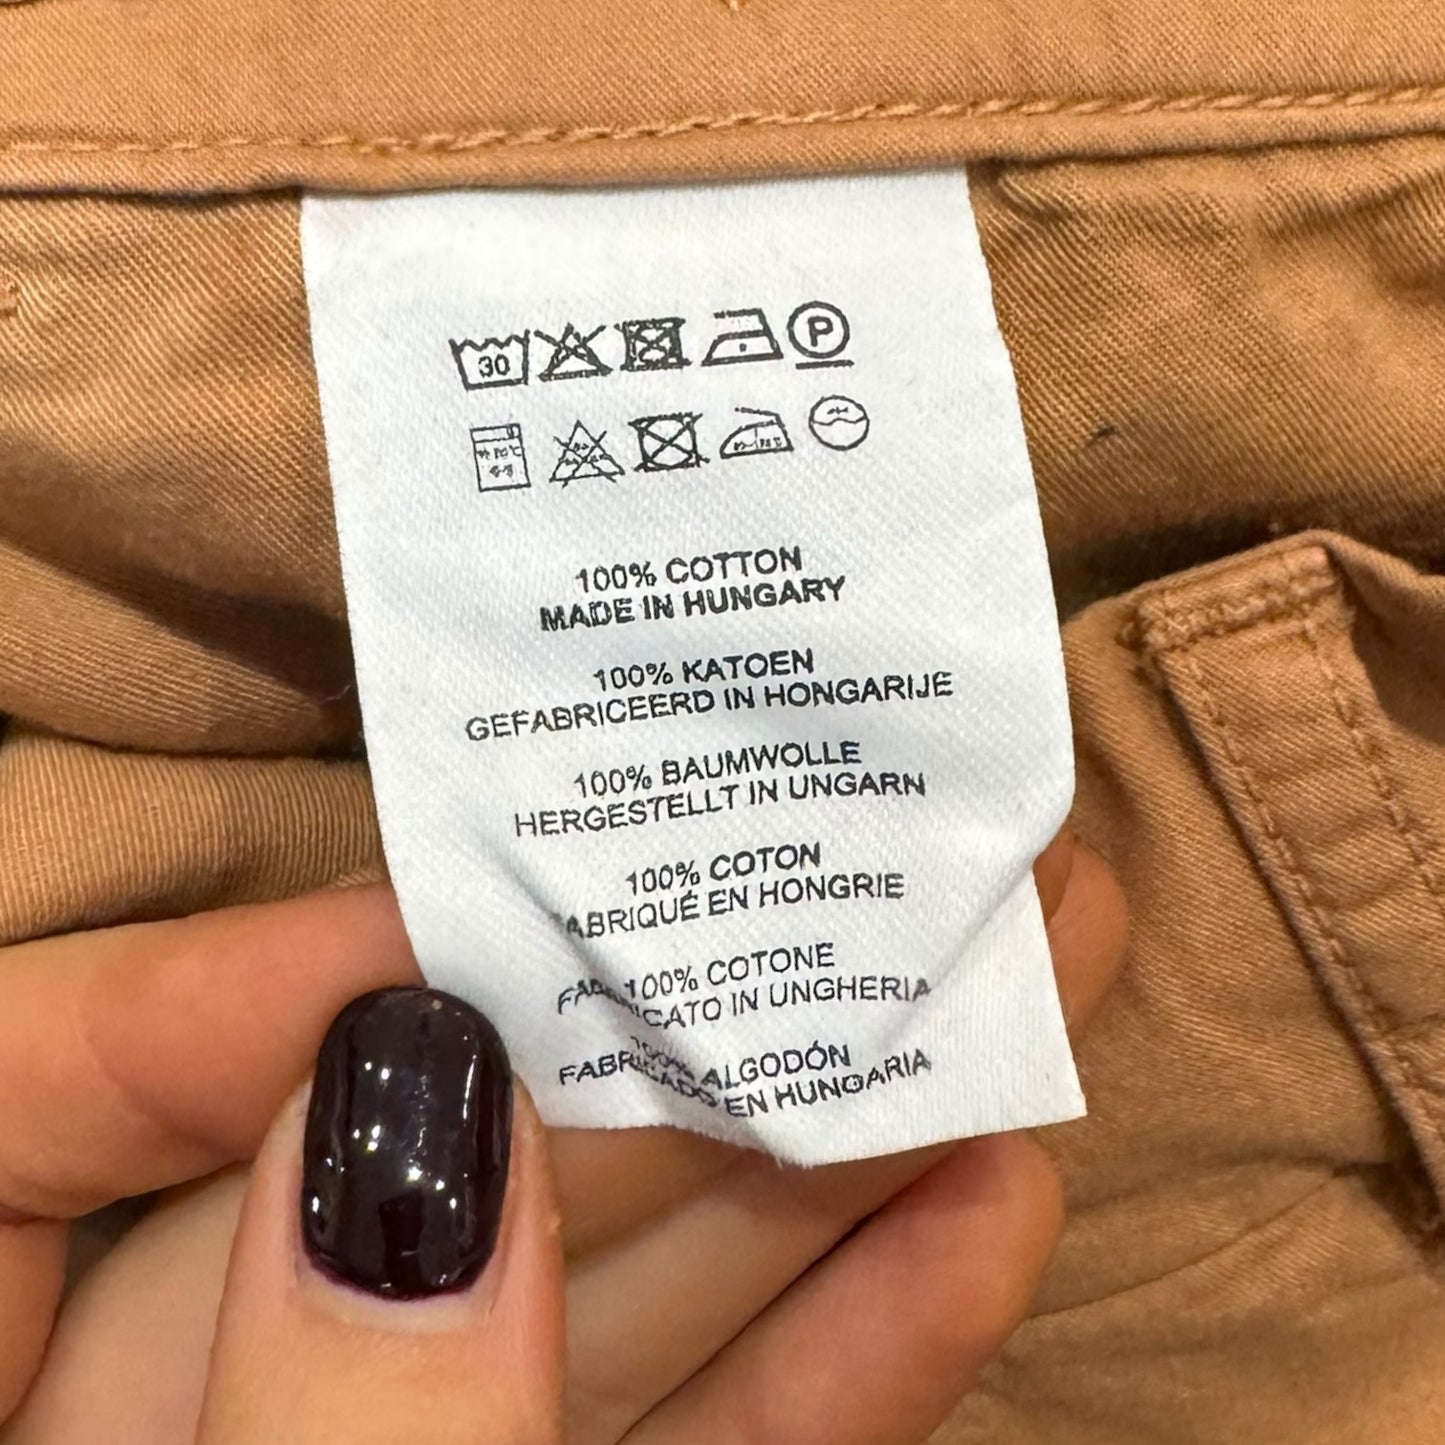 30 P
100% COTTON
MADE IN HUNGARY
100% KATOEN
GEFABRICEERD IN HONGARIJE
100% BAUMWOLLE
HERGESTELLT IN UNGARN
100% COTON
FABRIQUÉ EN HONGRIE
100% COTONE
FABBRICATO IN UNGHERIA
100% ALGODÓN
FABRICADO EN HUNGARIA